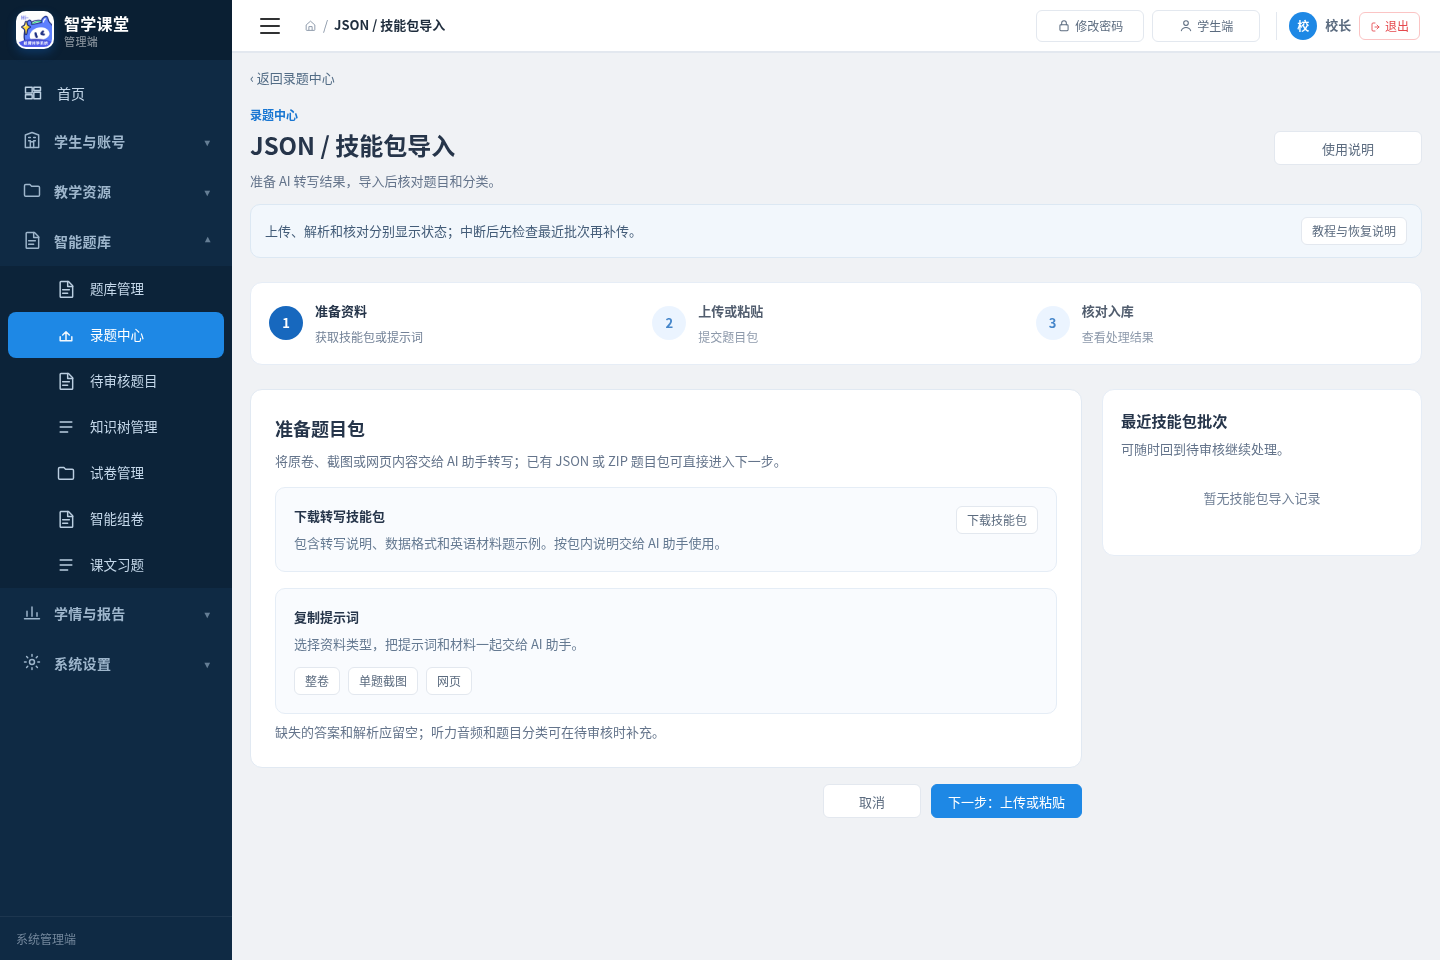 智学课堂
管理端
首页
学生与账号
教学资源
智能题库
题库管理
录题中心
待审核题目
知识树管理
试卷管理
智能组卷
课文习题
学情与报告
系统设置
系统管理端
/ JSON / 技能包导入
修改密码
学生端
校 校长
退出
‹ 返回录题中心
录题中心
JSON / 技能包导入
准备 AI 转写结果，导入后核对题目和分类。
使用说明
上传、解析和核对分别显示状态；中断后先检查最近批次再补传。
教程与恢复说明
1 准备资料
获取技能包或提示词
2 上传或粘贴
提交题目包
3 核对入库
查看处理结果
准备题目包
将原卷、截图或网页内容交给 AI 助手转写；已有 JSON 或 ZIP 题目包可直接进入下一步。
下载转写技能包
包含转写说明、数据格式和英语材料题示例。按包内说明交给 AI 助手使用。
下载技能包
复制提示词
选择资料类型，把提示词和材料一起交给 AI 助手。
整卷 单题截图 网页
缺失的答案和解析应留空；听力音频和题目分类可在待审核时补充。
取消
下一步：上传或粘贴
最近技能包批次
可随时回到待审核继续处理。
暂无技能包导入记录